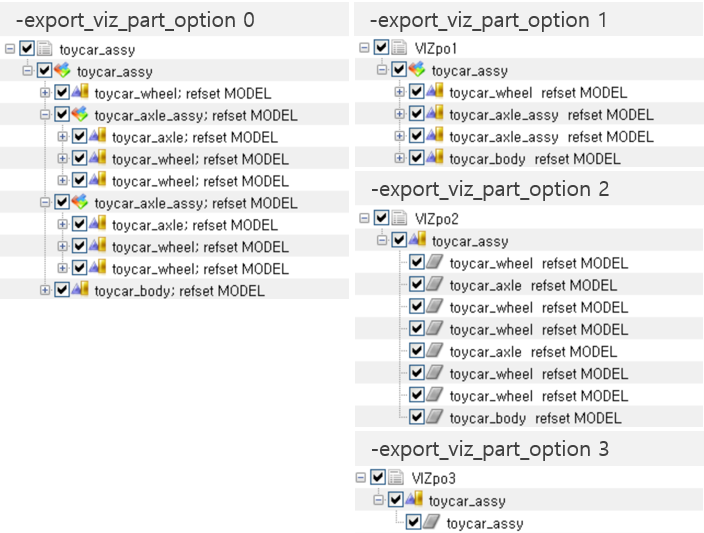 -export_viz_part_option 0
toycar_assy
toycar_assy
toycar_wheel; refset MODEL
toycar_axle_assy; refset MODEL
toycar_axle; refset MODEL
toycar_wheel; refset MODEL
toycar_wheel; refset MODEL
toycar_axle_assy; refset MODEL
toycar_axle; refset MODEL
toycar_wheel; refset MODEL
toycar_wheel; refset MODEL
toycar_body; refset MODEL
-export_viz_part_option 1
VIZpo1
toycar_assy
toycar_wheel refset MODEL
toycar_axle_assy refset MODEL
toycar_axle_assy refset MODEL
toycar_body refset MODEL
-export_viz_part_option 2
VIZpo2
toycar_assy
toycar_wheel refset MODEL
toycar_axle refset MODEL
toycar_wheel refset MODEL
toycar_wheel refset MODEL
toycar_axle refset MODEL
toycar_wheel refset MODEL
toycar_wheel refset MODEL
toycar_body refset MODEL
-export_viz_part_option 3
VIZpo3
toycar_assy
toycar_assy